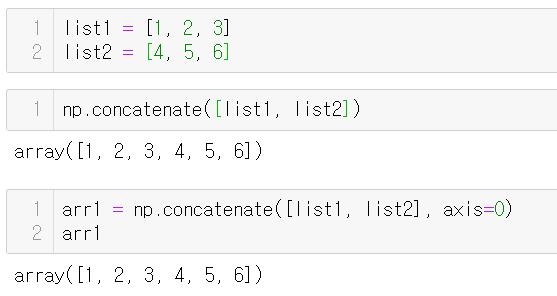 1 list1 = [1, 2, 3]
2 list2 = [4, 5, 6]
1 np.concatenate([list1, list2])
array([1, 2, 3, 4, 5, 6])
1 arr1 = np.concatenate([list1, list2], axis=0)
2 arr1
array([1, 2, 3, 4, 5, 6])